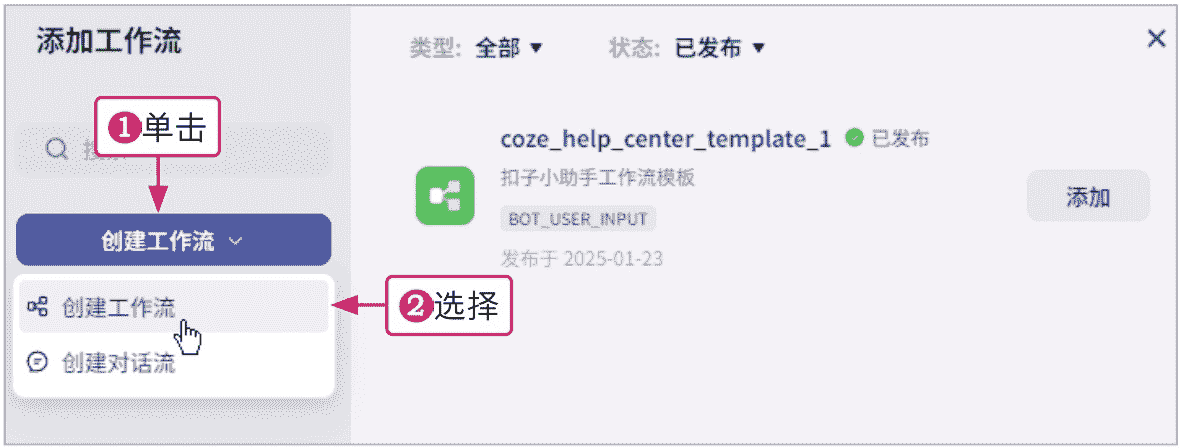 添加工作流
类型: 全部
状态: 已发布
1单击
创建工作流
创建工作流
创建对话流
2选择
coze_help_center_template_1 已发布
扣子小助手工作流模板
BOT_USER_INPUT
发布于 2025-01-23
添加